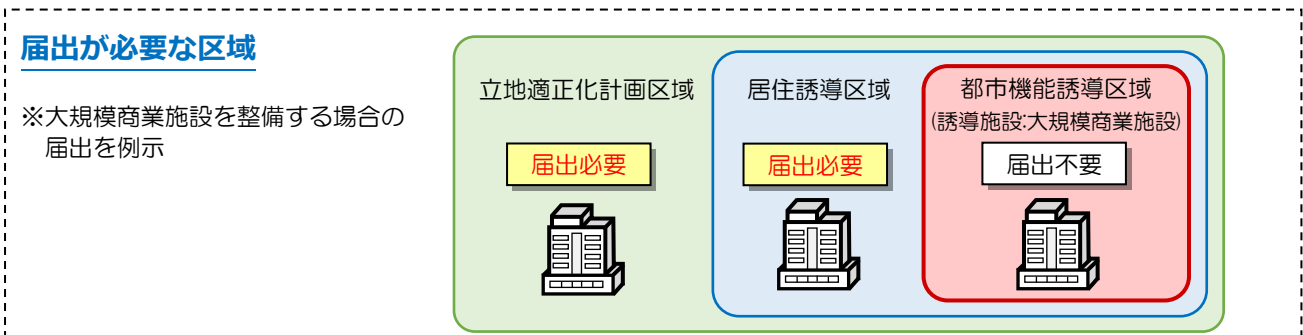 届出が必要な区域
※大規模商業施設を整備する場合の
届出を例示
立地適正化計画区域
届出必要
居住誘導区域
届出必要
都市機能誘導区域
(誘導施設:大規模商業施設)
届出不要